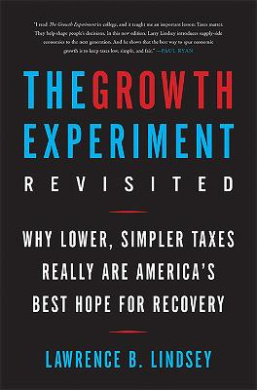 "I read The Growth Experiment in college, and it taught me an important lesson: Taxes matter.
They help shape people's decisions. In this new edition, Larry Lindsey introduces supply-side
economics to the next generation. And he shows that the best way to spur economic
growth is to keep taxes low, simple, and fair." —PAUL RYAN
THE GROWTH
EXPERIMENT
REVISITED
WHY LOWER, SIMPLER TAXES
REALLY ARE AMERICA'S
BEST HOPE FOR RECOVERY
LAWRENCE B. LINDSEY